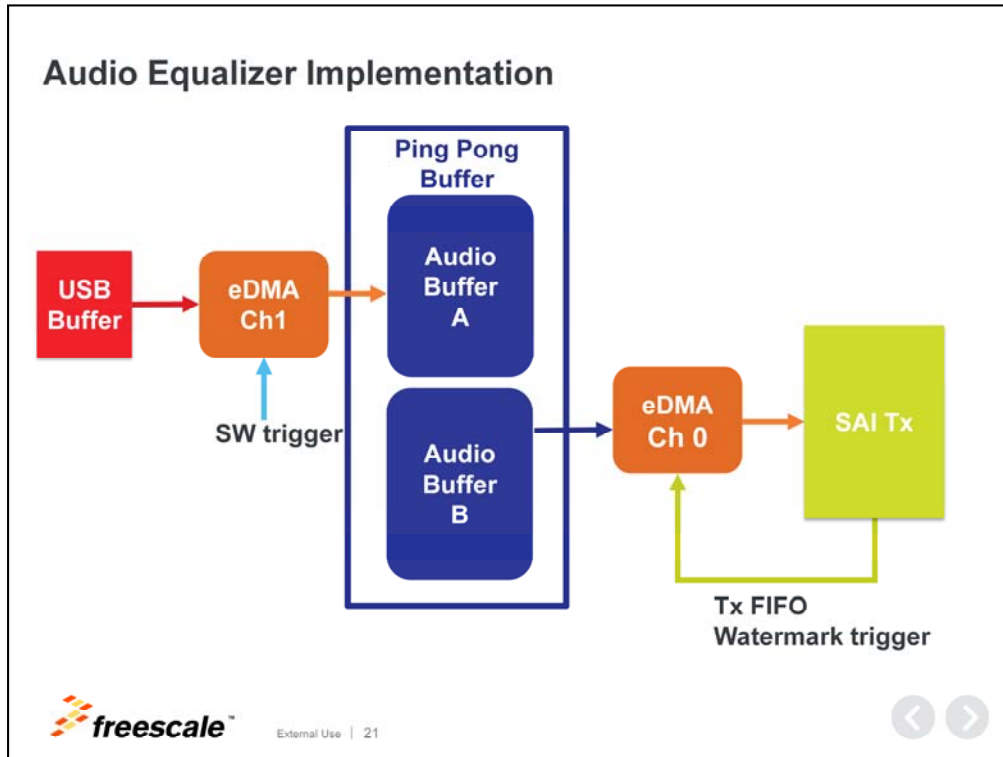 Audio Equalizer Implementation
Ping Pong
Buffer
USB
Buffer
eDMA
Ch1
SW trigger
Audio
Buffer
A
Audio
Buffer
B
eDMA
Ch 0
SAI Tx
Tx FIFO
Watermark trigger
freescale™
External Use | 21